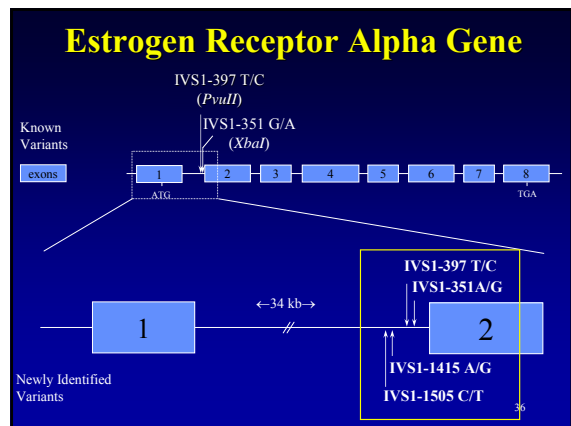 Estrogen Receptor Alpha Gene
IVS1-397 T/C
(PvuII)
IVS1-351 G/A
(XbaI)
Known
Variants
exons
1 2 3 4 5 6 7 8
ATG TGA
IVS1-397 T/C
IVS1-351A/G
←34 kb→
1 2
IVS1-1415 A/G
IVS1-1505 C/T
Newly Identified
Variants
36